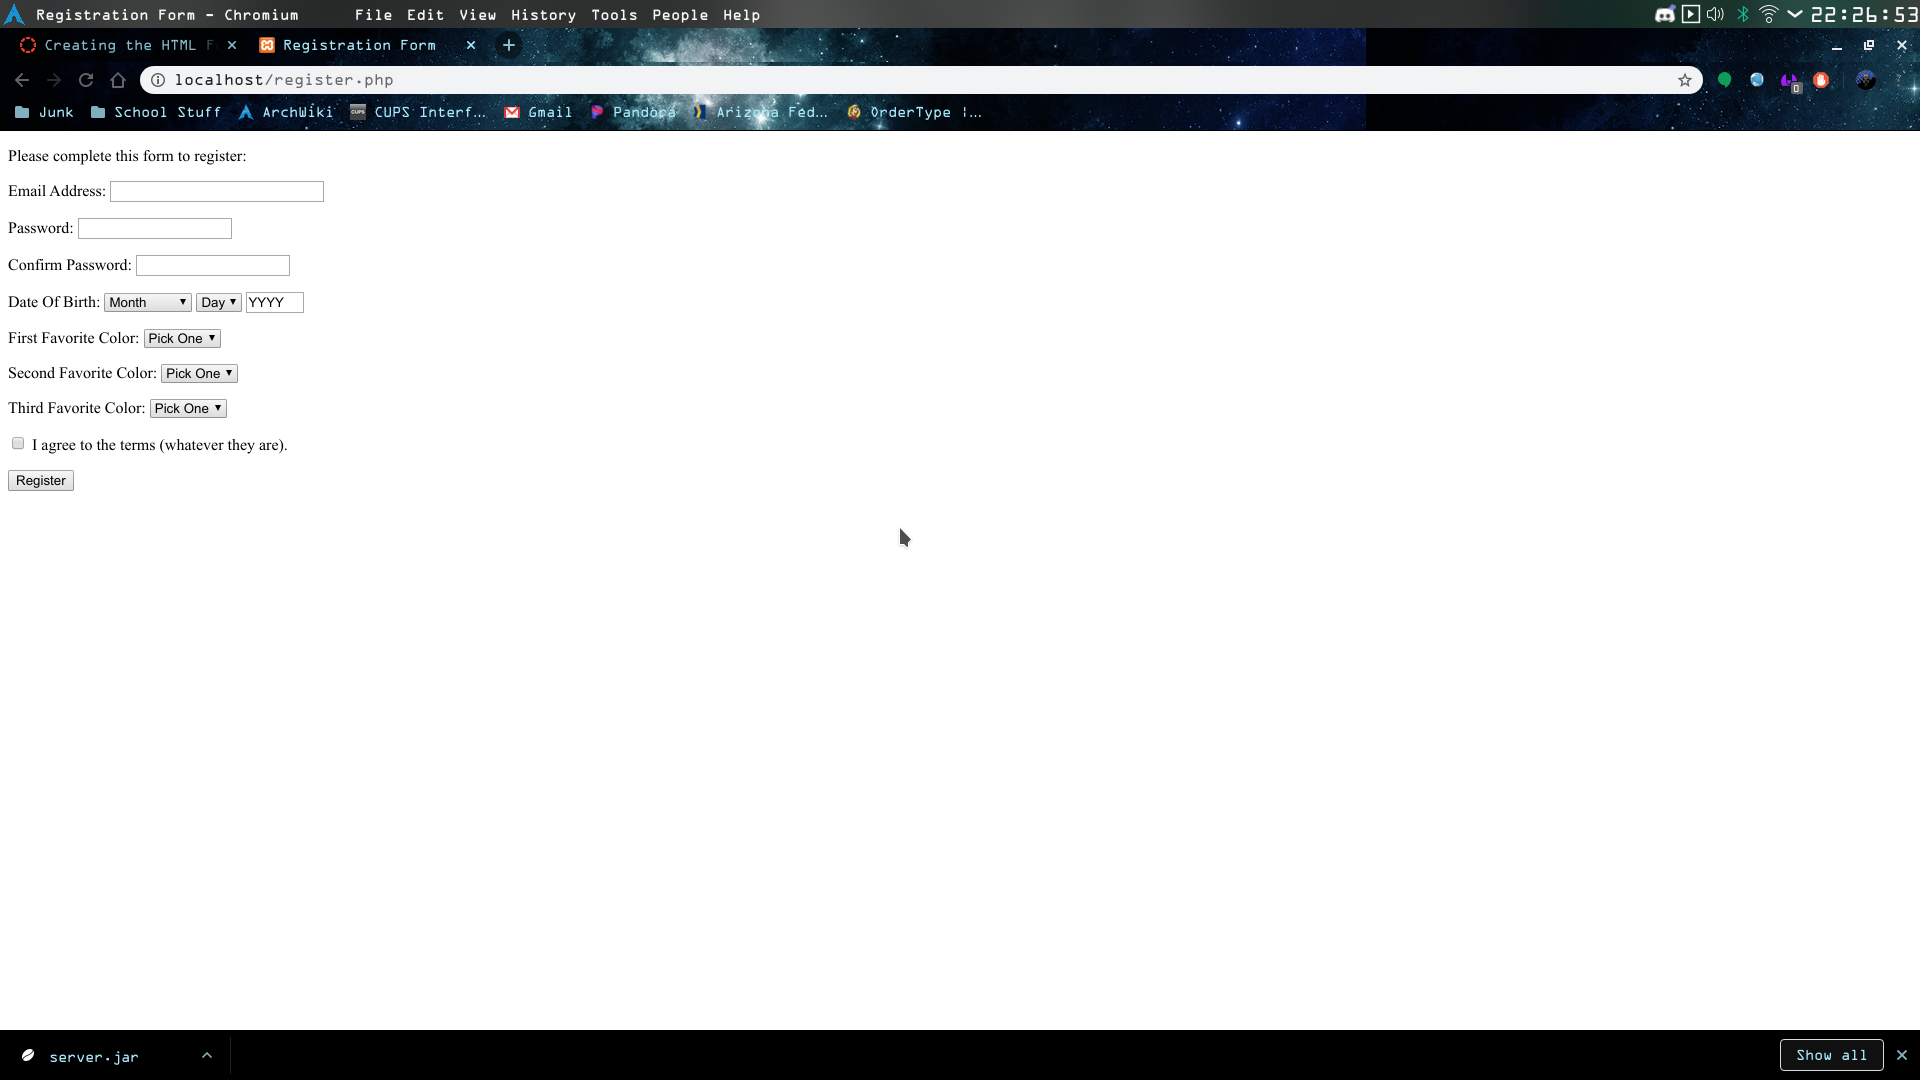 Registration Form - Chromium File Edit View History Tools People Help 22:26:53
Creating the HTML F Registration Form
localhost/register.php
Junk School Stuff ArchWiki CUPS Interf... Gmail Pandora Arizona Fed... OrderType |...
Please complete this form to register:
Email Address:
Password:
Confirm Password:
Date Of Birth: Month Day YYYY
First Favorite Color: Pick One
Second Favorite Color: Pick One
Third Favorite Color: Pick One
I agree to the terms (whatever they are).
Register
server.jar Show all